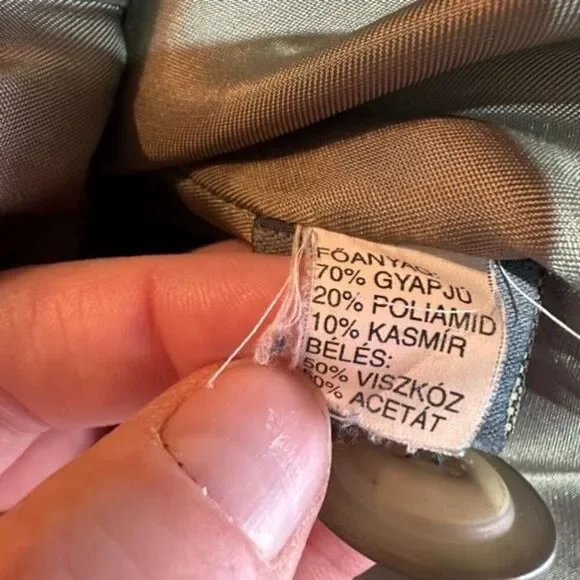 FŐANYAG:
70% GYAPJÚ
20% POLIAMID
10% KASMÍR
BÉLÉS:
50% VISZKÓZ
50% ACETÁT